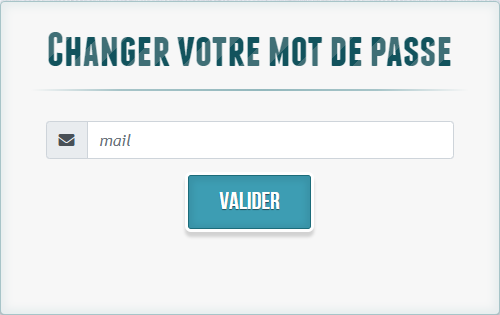 Changer votre mot de passe
mail
VALIDER